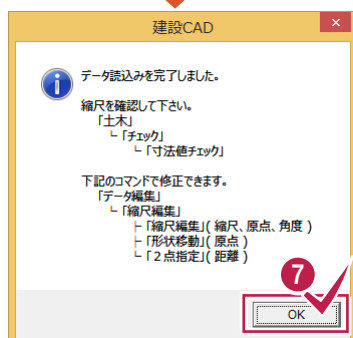 建設CAD
データ読込みを完了しました。
縮尺を確認して下さい。
「土木」
└「チェック」
└「寸法値チェック」
下記のコマンドで修正できます。
「データ編集」
└「縮尺編集」
├「縮尺編集」( 縮尺、原点、角度 )
├「形状移動」( 原点 )
└「２点指定」( 距離 )
7
OK